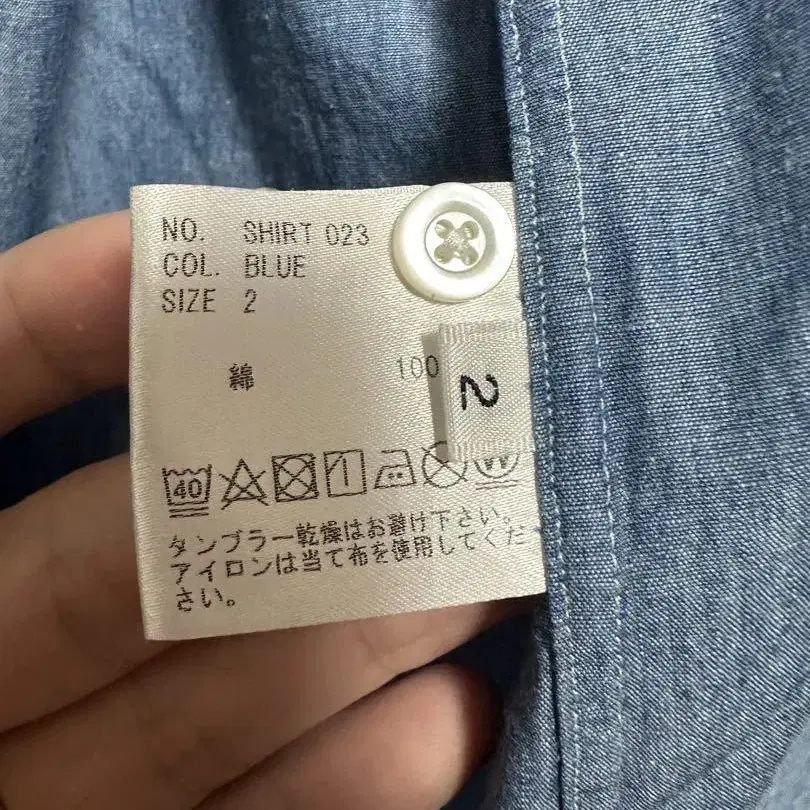 NO. SHIRT 023
COL. BLUE
SIZE 2
綿 100
2
40
W
タンブラー乾燥はお避け下さい。
アイロンは当て布を使用してくだ
さい。